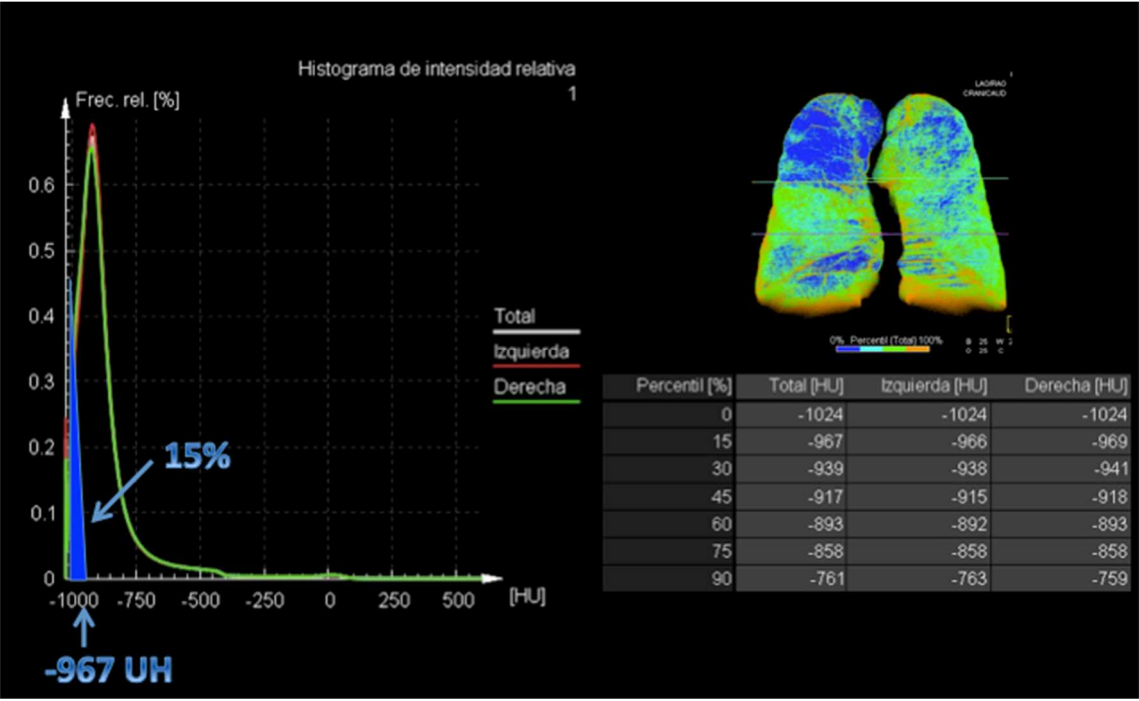 Histograma de intensidad relativa
1
Frec. rel. [%]
0.6
0.5
0.4
0.3
0.2
0.1
0
-1000 -750 -500 -250 0 250 500 [HU]
15%
-967 UH
Total
Izquierda
Derecha
LAO/RAO
CRAN/CAUD
0% Percentil (Total) 100%
Percentil [%] Total [HU] Izquierda [HU] Derecha [HU]
0 -1024 -1024 -1024
15 -967 -966 -969
30 -939 -938 -941
45 -917 -915 -918
60 -893 -892 -893
75 -858 -858 -858
90 -761 -763 -759